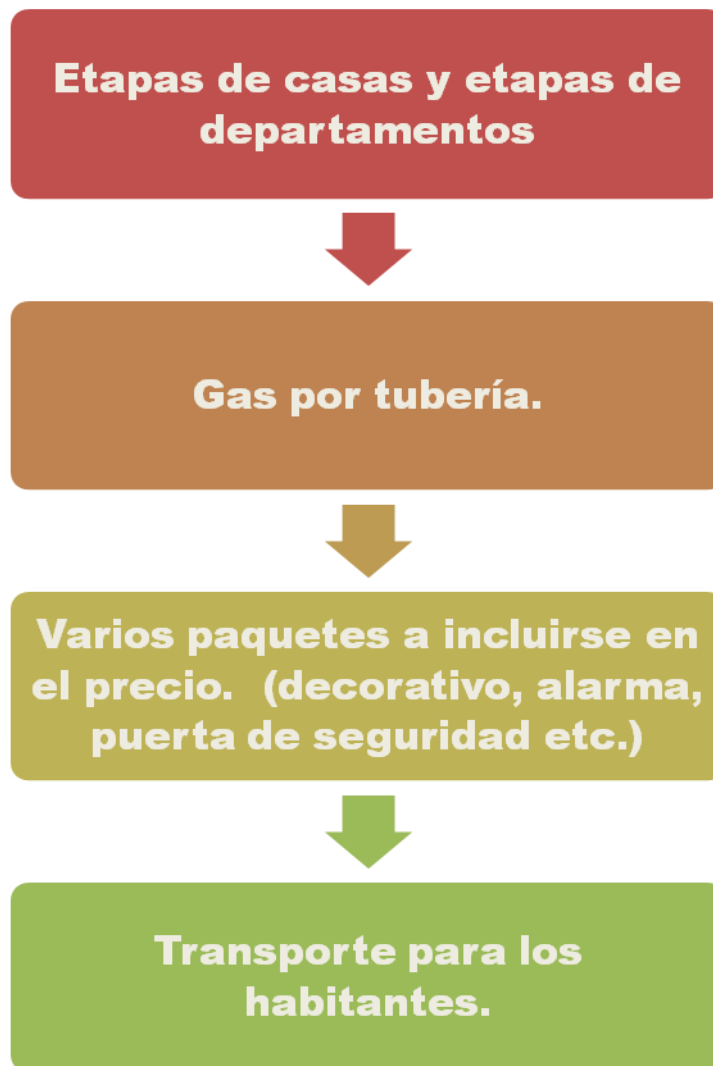 Etapas de casas y etapas de
departamentos
Gas por tubería.
Varios paquetes a incluirse en
el precio.  (decorativo, alarma,
puerta de seguridad etc.)
Transporte para los
habitantes.